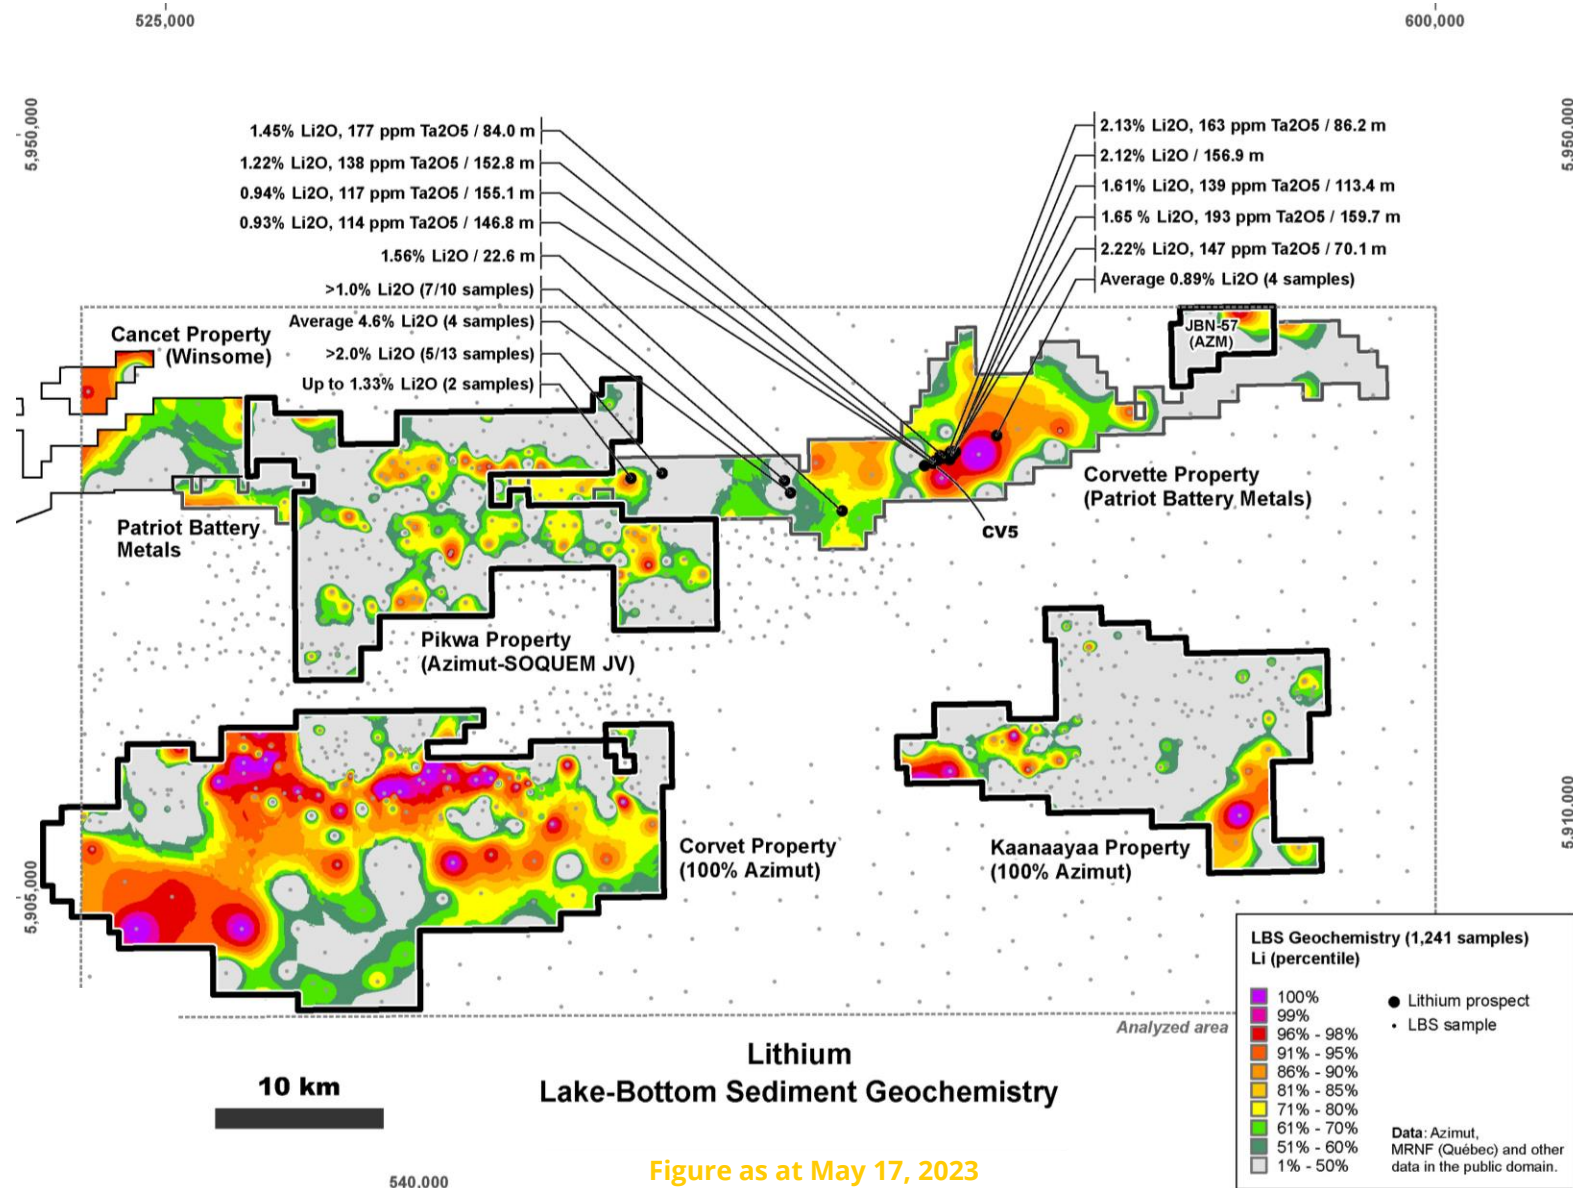 525,000
600,000
5,950,000
5,950,000
1.45% Li2O, 177 ppm Ta2O5 / 84.0 m
1.22% Li2O, 138 ppm Ta2O5 / 152.8 m
0.94% Li2O, 117 ppm Ta2O5 / 155.1 m
0.93% Li2O, 114 ppm Ta2O5 / 146.8 m
1.56% Li2O / 22.6 m
>1.0% Li2O (7/10 samples)
Average 4.6% Li2O (4 samples)
>2.0% Li2O (5/13 samples)
Up to 1.33% Li2O (2 samples)
2.13% Li2O, 163 ppm Ta2O5 / 86.2 m
2.12% Li2O / 156.9 m
1.61% Li2O, 139 ppm Ta2O5 / 113.4 m
1.65 % Li2O, 193 ppm Ta2O5 / 159.7 m
2.22% Li2O, 147 ppm Ta2O5 / 70.1 m
Average 0.89% Li2O (4 samples)
Cancet Property
(Winsome)
JBN-57
(AZM)
Corvette Property
(Patriot Battery Metals)
CV5
Patriot Battery
Metals
Pikwa Property
(Azimut-SOQUEM JV)
Corvet Property
(100% Azimut)
Kaanaayaa Property
(100% Azimut)
5,905,000
5,910,000
LBS Geochemistry (1,241 samples)
Li (percentile)
100%
99%
96% - 98%
91% - 95%
86% - 90%
81% - 85%
71% - 80%
61% - 70%
51% - 60%
1% - 50%
Lithium prospect
LBS sample
Data: Azimut,
MRNF (Québec) and other
data in the public domain.
Analyzed area
Lithium
Lake-Bottom Sediment Geochemistry
10 km
Figure as at May 17, 2023
540,000